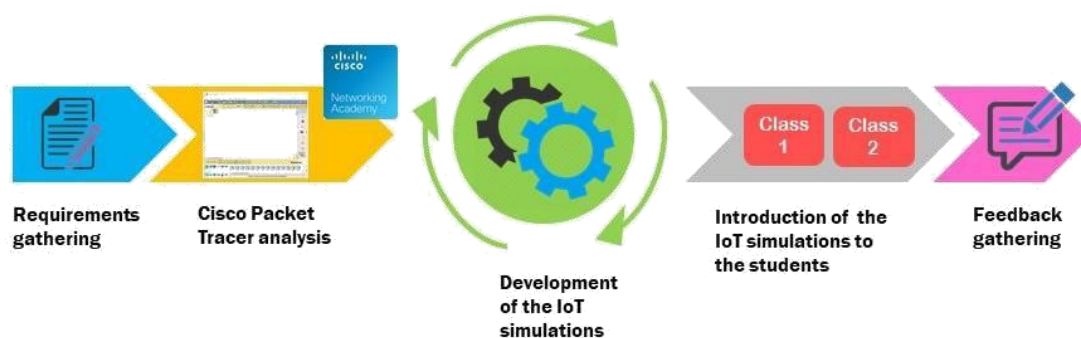 CISCO
Networking
Academy
Class
1
Class
2
Requirements
gathering
Cisco Packet
Tracer analysis
Development
of the IoT
simulations
Introduction of the
IoT simulations to
the students
Feedback
gathering